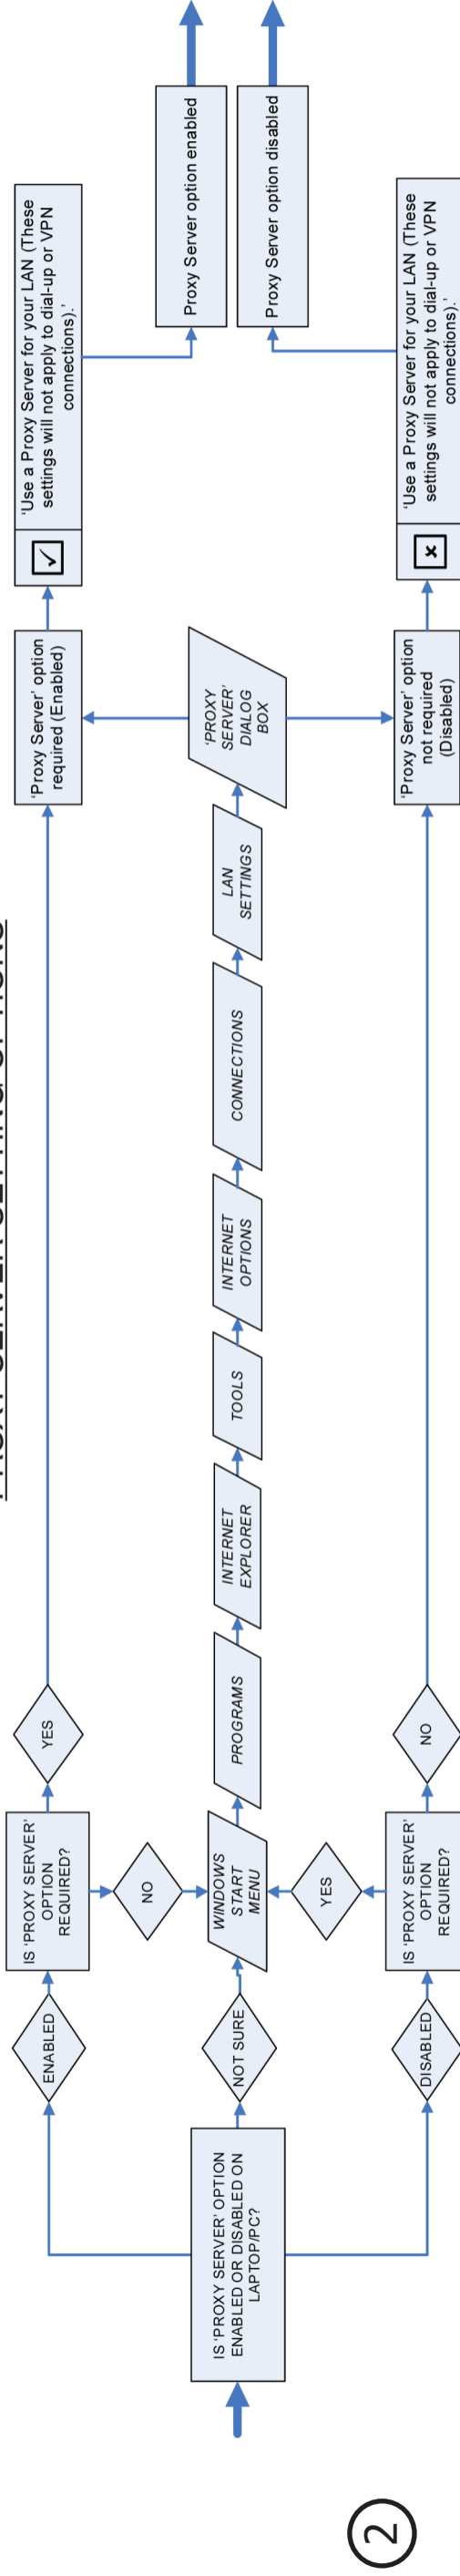 PROXY SERVER SETTING OPTIONS
2
IS ‘PROXY SERVER’ OPTION
ENABLED OR DISABLED ON
LAPTOP/PC?
ENABLED
IS ‘PROXY SERVER’
OPTION
REQUIRED?
YES
NO
‘Proxy Server’ option
required (Enabled)
‘Use a Proxy Server for your LAN (These
settings will not apply to dial-up or VPN
connections).’
Proxy Server option enabled
NOT SURE
WINDOWS
START
MENU
PROGRAMS
INTERNET
EXPLORER
TOOLS
INTERNET
OPTIONS
CONNECTIONS
LAN
SETTINGS
‘PROXY
SERVER’
DIALOG
BOX
Proxy Server option disabled
DISABLED
IS ‘PROXY SERVER’
OPTION
REQUIRED?
YES
NO
‘Proxy Server’ option
not required
(Disabled)
‘Use a Proxy Server for your LAN (These
settings will not apply to dial-up or VPN
connections).’